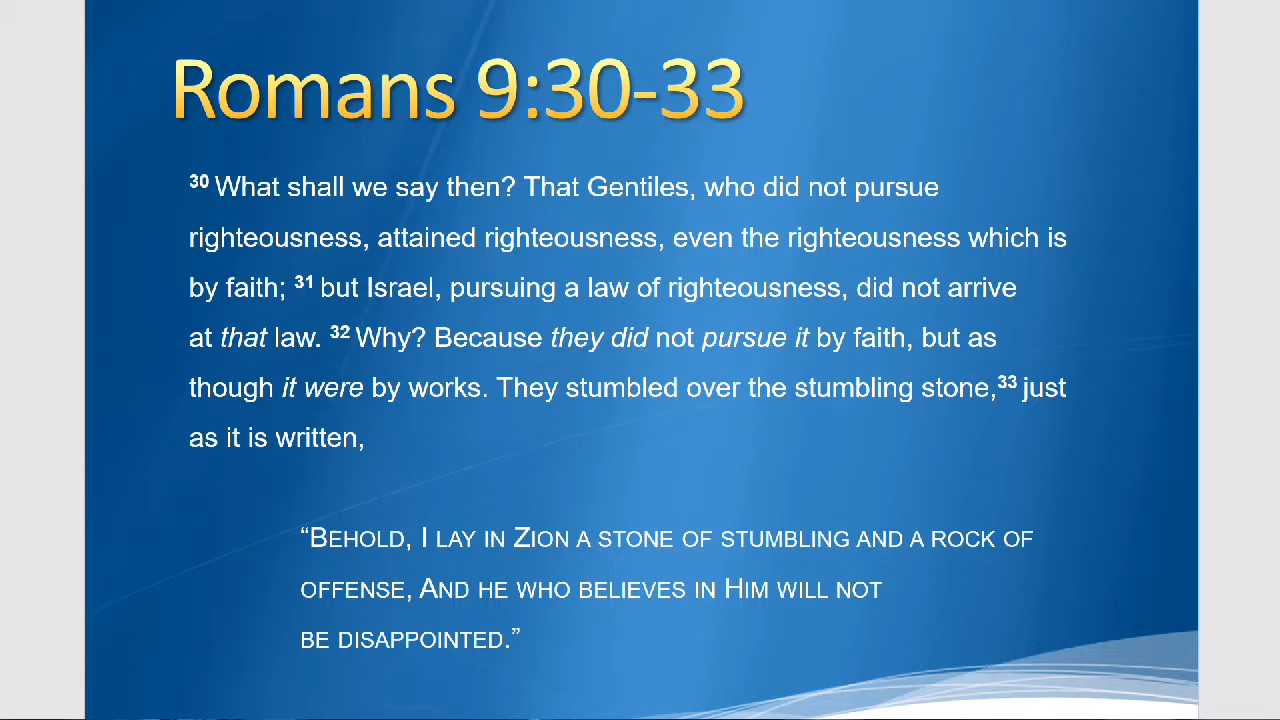 Romans 9:30-33
30 What shall we say then? That Gentiles, who did not pursue
righteousness, attained righteousness, even the righteousness which is
by faith; 31 but Israel, pursuing a law of righteousness, did not arrive
at that law. 32 Why? Because they did not pursue it by faith, but as
though it were by works. They stumbled over the stumbling stone,33 just
as it is written,
“Behold, I lay in Zion a stone of stumbling and a rock of
offense, And he who believes in Him will not
be disappointed.”